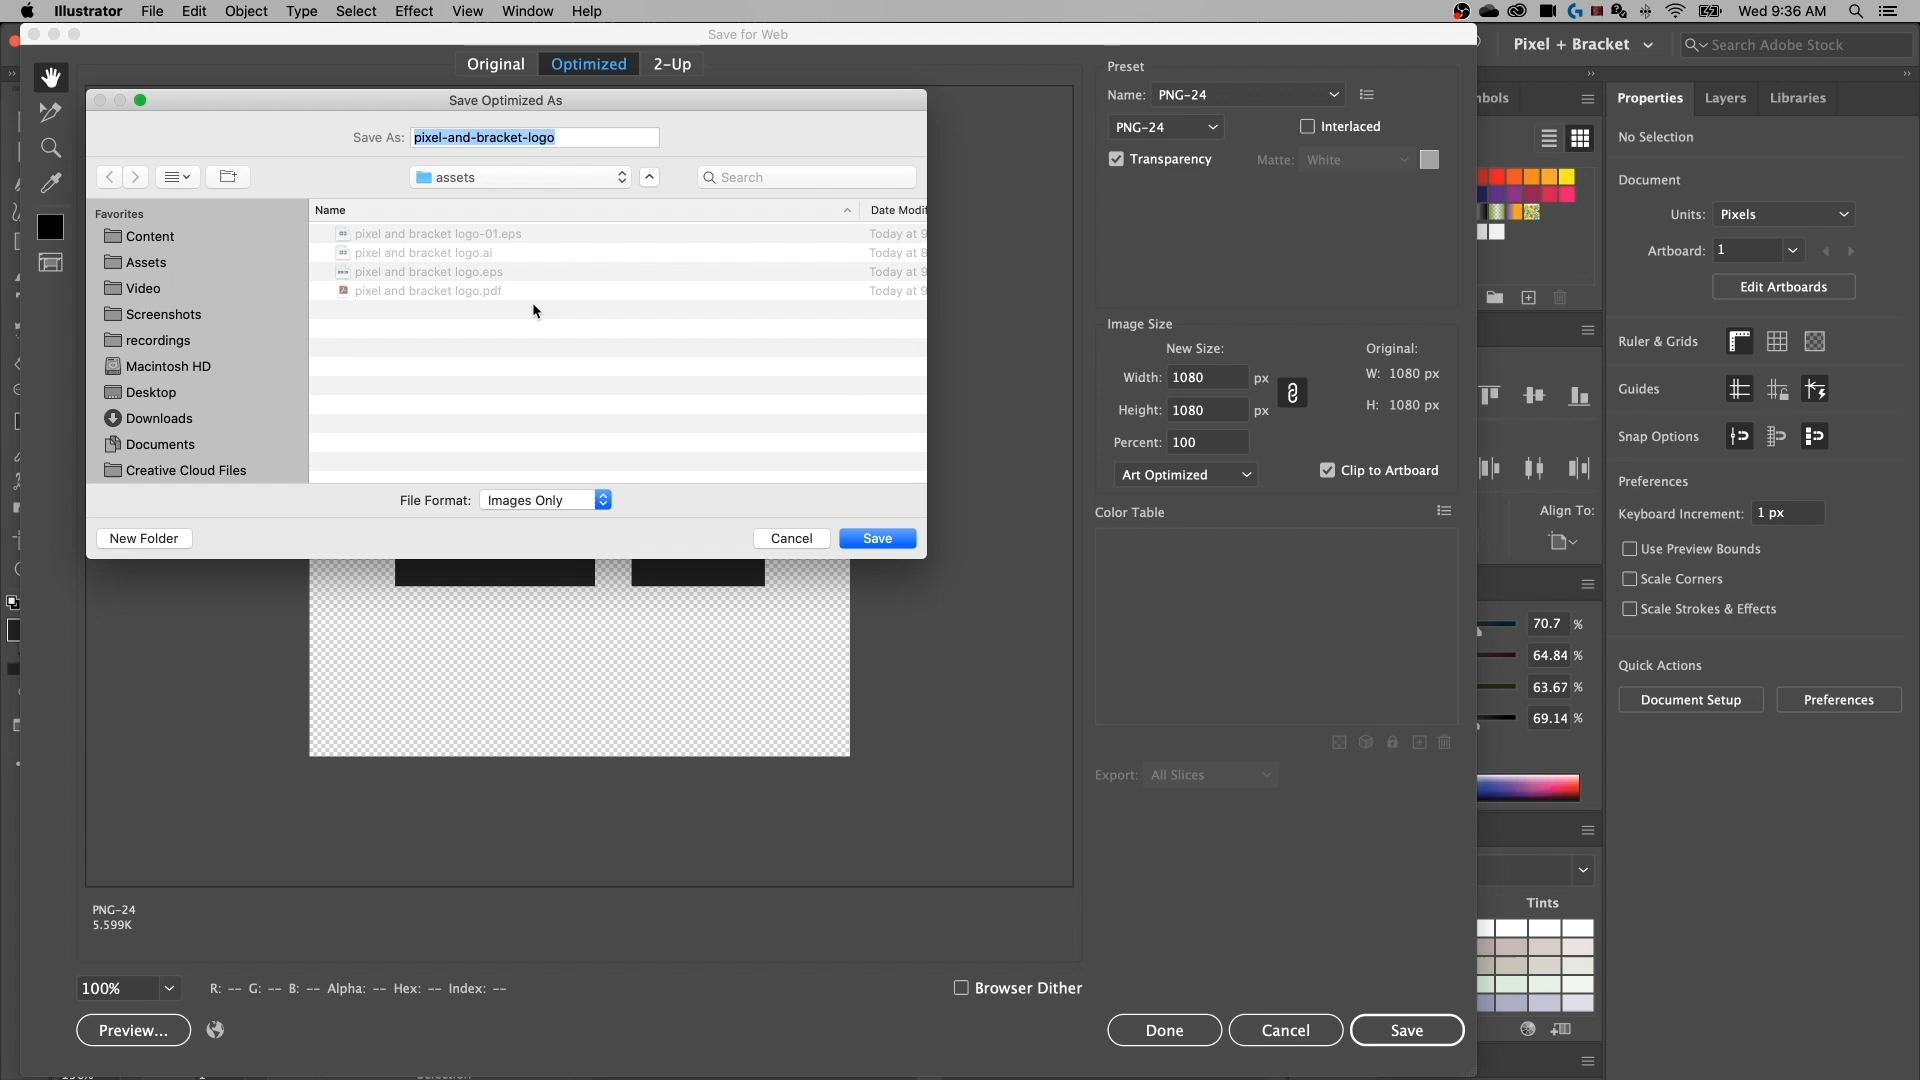 Illustrator File Edit Object Type Select Effect View Window Help
Wed 9:36 AM
Save for Web
Pixel + Bracket
Search Adobe Stock
Original Optimized 2-Up
Save Optimized As
Save As: pixel-and-bracket-logo
assets
Search
Favorites
Content
Assets
Video
Screenshots
recordings
Macintosh HD
Desktop
Downloads
Documents
Creative Cloud Files
Name
Date Modif
pixel and bracket logo-01.eps Today at 9
pixel and bracket logo.ai Today at 8
pixel and bracket logo.eps Today at 9
pixel and bracket logo.pdf Today at 9
File Format: Images Only
New Folder
Cancel
Save
Preset
Name: PNG-24
PNG-24
Interlaced
Transparency
Matte: White
Image Size
New Size:
Original:
Width: 1080 px
W: 1080 px
Height: 1080 px
H: 1080 px
Percent: 100
Art Optimized
Clip to Artboard
Color Table
Export: All Slices
PNG-24
5.599K
100%
R: -- G: -- B: -- Alpha: -- Hex: -- Index: --
Browser Dither
Preview...
Done
Cancel
Save
Align To:
70.7 %
64.84 %
63.67 %
69.14 %
Tints
Properties Layers Libraries
No Selection
Document
Units: Pixels
Artboard: 1
Edit Artboards
Ruler & Grids
Guides
Snap Options
Preferences
Keyboard Increment: 1 px
Use Preview Bounds
Scale Corners
Scale Strokes & Effects
Quick Actions
Document Setup
Preferences